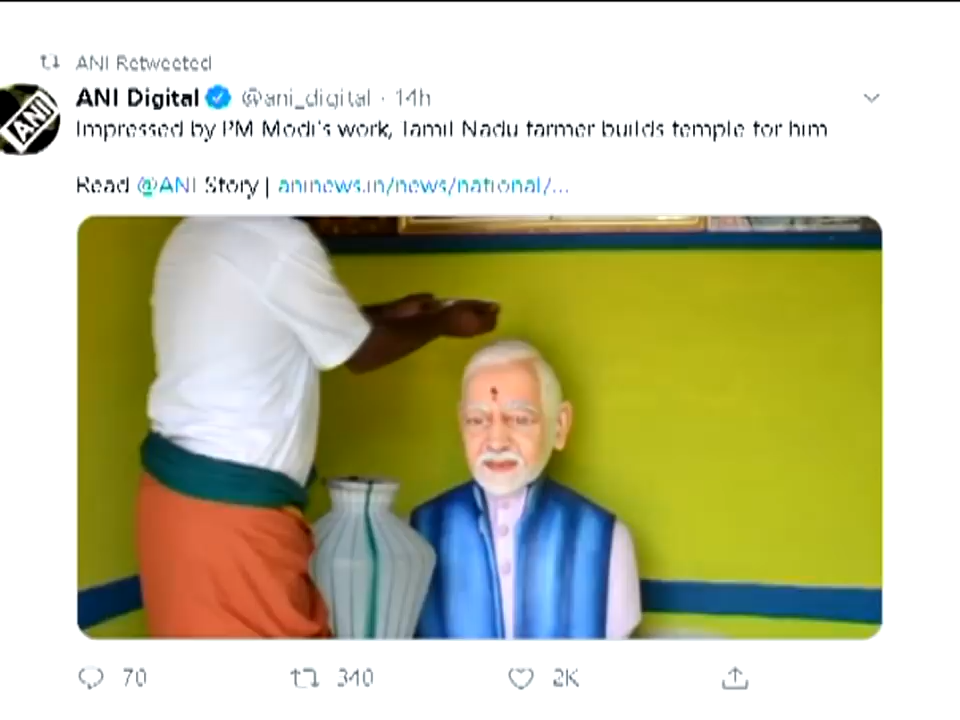 ANI Retweeted
ANI
ANI Digital @ani_digital · 14h
Impressed by PM Modi's work, Tamil Nadu farmer builds temple for him
Read @ANI Story | aninews.in/news/national/...
70 340 2K